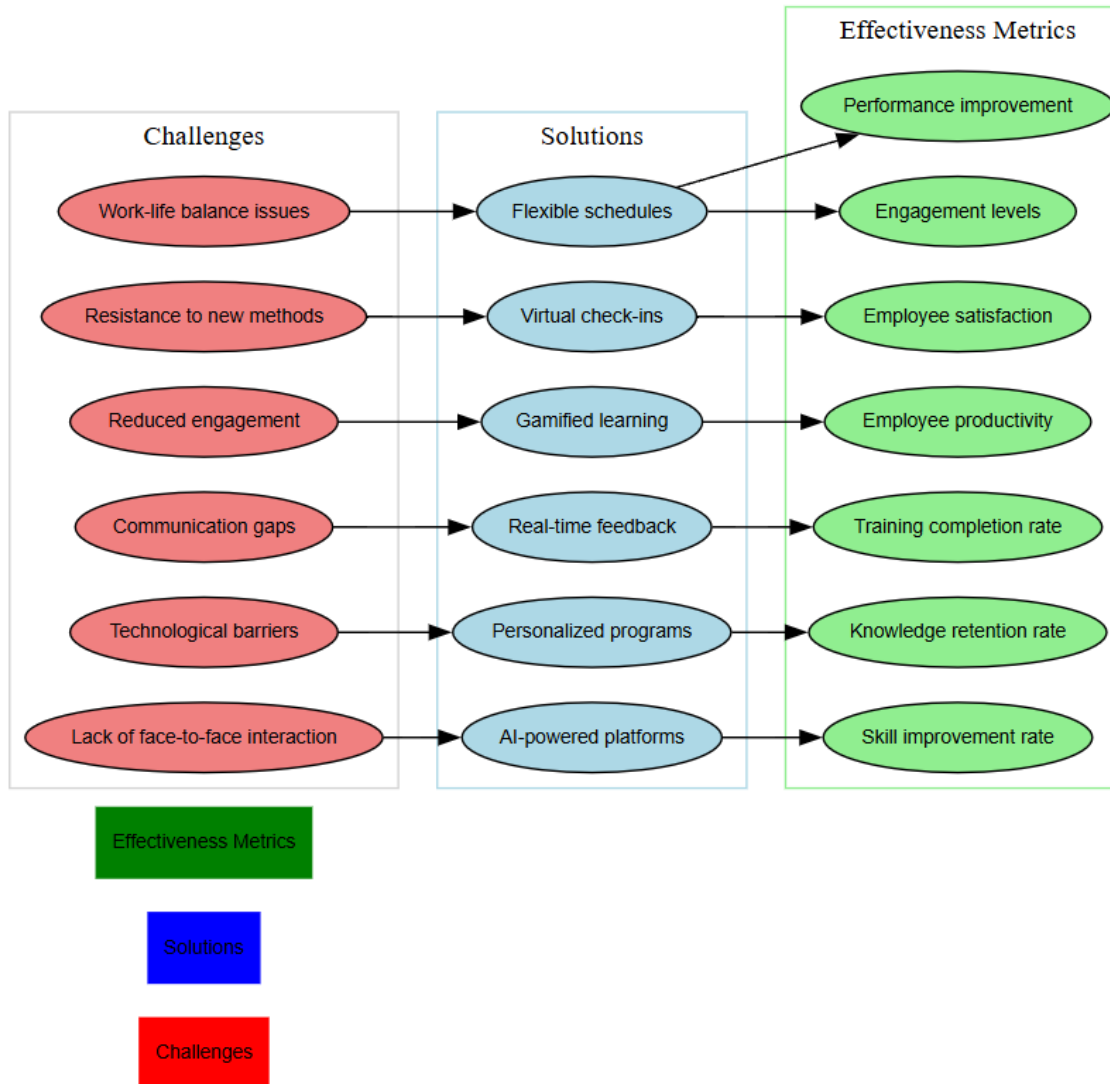 Effectiveness Metrics
Performance improvement
Challenges
Solutions
Work-life balance issues
Flexible schedules
Engagement levels
Resistance to new methods
Virtual check-ins
Employee satisfaction
Reduced engagement
Gamified learning
Employee productivity
Communication gaps
Real-time feedback
Training completion rate
Technological barriers
Personalized programs
Knowledge retention rate
Lack of face-to-face interaction
AI-powered platforms
Skill improvement rate
Effectiveness Metrics
Solutions
Challenges